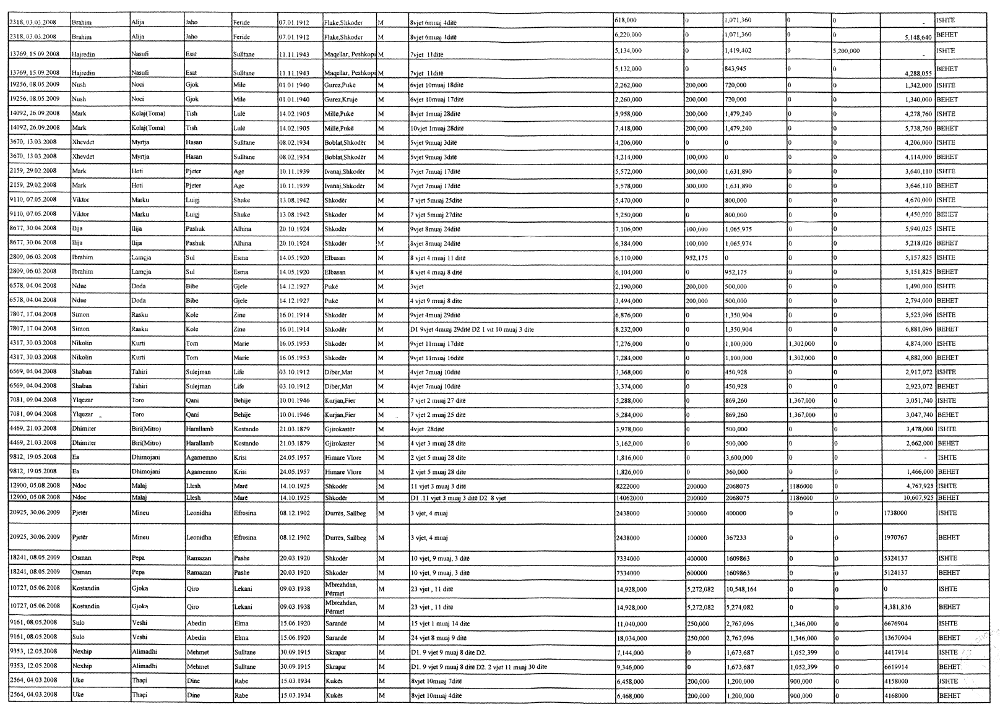 2318, 03.03.2008 Brahim Alija Jaho Feride 07.01.1912 Flake,Shkoder M 8vjet 6muaj 4ditë 618,000 0 1,071,360 0 0 - ISHTE
2318, 03.03.2008 Brahim Alija Jaho Feride 07.01.1912 Flake,Shkoder M 8vjet 6muaj 4ditë 6,220,000 0 1,071,360 0 0 5,148,640 BEHET
13769, 15.09.2008 Hajredin Nasufi Esat Sulltane 11.11.1943 Maqellar, Peshkopi M 7vjet 11ditë 5,134,000 0 1,419,402 0 5,200,000 - ISHTE
13769, 15.09.2008 Hajredin Nasufi Esat Sulltane 11.11.1943 Maqellar, Peshkopi M 7vjet 11ditë 5,132,000 0 843,945 0 0 4,288,055 BEHET
19256, 08.05.2009 Nush Noci Gjok Mile 01.01.1940 Gurez,Pukë M 6vjet 10muaj 18ditë 2,262,000 200,000 720,000 0 0 1,342,000 ISHTE
19256, 08.05.2009 Nush Noci Gjok Mile 01.01.1940 Gurez,Kruje M 6vjet 10muaj 17ditë 2,260,000 200,000 720,000 0 0 1,340,000 BEHET
14092, 26.09.2008 Mark Kolaj(Toma) Tish Lulë 14.02.1905 Millë,Pukë M 8vjet 1muaj 28ditë 5,958,000 200,000 1,479,240 0 0 4,278,760 ISHTE
14092, 26.09.2008 Mark Kolaj(Toma) Tish Lulë 14.02.1905 Millë,Pukë M 10vjet 1muaj 28ditë 7,418,000 200,000 1,479,240 0 0 5,738,760 BEHET
3670, 13.03.2008 Xhevdet Myrtja Hasan Sulltane 08.02.1934 Boblat,Shkodër M 5vjet 9muaj 3ditë 4,206,000 0 0 0 0 4,206,000 ISHTE
3670, 13.03.2008 Xhevdet Myrtja Hasan Sulltane 08.02.1934 Boblat,Shkodër M 5vjet 9muaj 3ditë 4,214,000 100,000 0 0 0 4,114,000 BEHET
2159, 29.02.2008 Mark Hoti Pjeter Age 10.11.1939 Ivanaj,Shkodër M 7vjet 7muaj 17ditë 5,572,000 300,000 1,631,890 0 0 3,640,110 ISHTE
2159, 29.02.2008 Mark Hoti Pjeter Age 10.11.1939 Ivanaj,Shkodër M 7vjet 7muaj 17ditë 5,578,000 300,000 1,631,890 0 0 3,646,110 BEHET
9110, 07.05.2008 Viktor Marku Luigj Shuke 13.08.1942 Shkodër M 7 vjet 5muaj 25ditë 5,470,000 0 800,000 0 0 4,670,000 ISHTE
9110, 07.05.2008 Viktor Marku Luigj Shuke 13.08.1942 Shkodër M 7 vjet 5muaj 27ditë 5,250,000 0 800,000 0 0 4,450,000 BEHET
8677, 30.04.2008 Ilija Ilija Pashuk Alhina 20.10.1924 Shkodër M 9vjet 8muaj 24ditë 7,106,000 100,000 1,065,975 0 0 5,940,025 ISHTE
8677, 30.04.2008 Ilija Ilija Pashuk Alhina 20.10.1924 Shkodër M 8vjet 8muaj 24ditë 6,384,000 100,000 1,065,974 0 0 5,218,026 BEHET
2809, 06.03.2008 Ibrahim Lamçja Sul Esma 14.05.1920 Elbasan M 8 vjet 4 muaj 11 ditë 6,110,000 952,175 0 0 0 5,157,825 ISHTE
2809, 06.03.2008 Ibrahim Lamçja Sul Esma 14.05.1920 Elbasan M 8 vjet 4 muaj 8 ditë 6,104,000 0 952,175 0 0 5,151,825 BEHET
6578, 04.04.2008 Ndue Doda Bibe Gjele 14.12.1927 Pukë M 3vjet 2,190,000 200,000 500,000 0 0 1,490,000 ISHTE
6578, 04.04.2008 Ndue Doda Bibe Gjele 14.12.1927 Pukë M 4 vjet 9 muaj 8 dite 3,494,000 200,000 500,000 0 0 2,794,000 BEHET
7807, 17.04.2008 Simon Rasku Kole Zine 16.01.1914 Shkodër M 9vjet 4muaj 29ditë 6,876,000 0 1,350,904 0 0 5,525,096 ISHTE
7807, 17.04.2008 Simon Rasku Kole Zine 16.01.1914 Shkodër M D1 9vjet 4muaj 29ditë D2 1 vit 10 muaj 3 dite 8,232,000 0 1,350,904 0 0 6,881,096 BEHET
4317, 30.03.2008 Nikolin Kurti Tom Marie 16.05.1953 Shkodër M 9vjet 11muaj 17ditë 7,276,000 0 1,100,000 1,302,000 0 4,874,000 ISHTE
4317, 30.03.2008 Nikolin Kurti Tom Marie 16.05.1953 Shkodër M 9vjet 11muaj 16ditë 7,284,000 0 1,100,000 1,302,000 0 4,882,000 BEHET
6569, 04.04.2008 Shaban Tahiri Sulejman Life 03.10.1912 Dibër,Mat M 4vjet 7muaj 10ditë 3,368,000 0 450,928 0 0 2,917,072 ISHTE
6569, 04.04.2008 Shaban Tahiri Sulejman Life 03.10.1912 Dibër,Mat M 4vjet 7muaj 10ditë 3,374,000 0 450,928 0 0 2,923,072 BEHET
7081, 09.04.2008 Ylqezar Toro Qani Behije 10.01.1946 Kurjan,Fier M 7 vjet 2 muaj 27 ditë 5,288,000 0 869,260 1,367,000 0 3,051,740 ISHTE
7081, 09.04.2008 Ylqezar Toro Qani Behije 10.01.1946 Kurjan,Fier M 7 vjet 2 muaj 25 ditë 5,284,000 0 869,260 1,367,000 0 3,047,740 BEHET
4469, 21.03.2008 Dhimiter Biri(Mitro) Harallamb Kostando 21.03.1879 Gjirokastër M 4vjet 28ditë 3,978,000 0 500,000 0 0 3,478,000 ISHTE
4469, 21.03.2008 Dhimiter Biri(Mitro) Harallamb Kostando 21.03.1879 Gjirokastër M 4 vjet 3 muaj 28 ditë 3,162,000 0 500,000 0 0 2,662,000 BEHET
9812, 19.05.2008 Ea Dhimojani Agamemno Krisi 24.05.1957 Himare Vlore M 2 vjet 5 muaj 28 dite 1,816,000 0 3,600,000 0 0 - ISHTE
9812, 19.05.2008 Ea Dhimojani Agamemno Krisi 24.05.1957 Himare Vlore M 2 vjet 5 muaj 28 dite 1,826,000 0 360,000 0 0 1,466,000 BEHET
12900, 05.08.2008 Ndoc Malaj Llesh Marë 14.10.1925 Shkodër M 11 vjet 3 muaj 3 ditë 8222000 200000 2068075 1186000 0 4,767,925 ISHTE
12900, 05.08.2008 Ndoc Malaj Llesh Marë 14.10.1925 Shkodër M D1 .11 vjet 3 muaj 3 ditë D2. 8 vjet 14062000 200000 2068075 1186000 0 10,607,925 BEHET
20925, 30.06.2009 Pjetër Mineu Leonidha Efrosina 08.12.1902 Durrës, Sallbeg M 3 vjet, 4 muaj 2438000 300000 400000 0 0 1738000 ISHTE
20925, 30.06.2009 Pjetër Mineu Leonidha Efrosina 08.12.1902 Durrës, Sallbeg M 3 vjet, 4 muaj 2438000 100000 367233 0 0 1970767 BEHET
18241, 08.05.2009 Osman Pepa Ramazan Pashe 20.03.1920 Shkodër M 10 vjet, 9 muaj, 3 ditë 7334000 400000 1609863 0 0 5324137 ISHTE
18241, 08.05.2009 Osman Pepa Ramazan Pashe 20.03.1920 Shkodër M 10 vjet, 9 muaj, 3 ditë 7334000 600000 1609863 0 0 5124137 BEHET
10727, 05.06.2008 Kostandin Gjoka Qiro Lekani 09.03.1938 Mbrezhdan, Përmet M 23 vjet , 11 ditë 14,928,000 5,272,082 10,548,164 0 0 0 ISHTE
10727, 05.06.2008 Kostandin Gjoka Qiro Lekani 09.03.1938 Mbrezhdan, Përmet M 23 vjet , 11 ditë 14,928,000 5,272,082 5,274,082 0 0 4,381,836 BEHET
9161, 08.05.2008 Sulo Veshi Abedin Elma 15.06.1920 Sarandë M 15 vjet 1 muaj 14 ditë 11,040,000 250,000 2,767,096 1,346,000 0 6676904 ISHTE
9161, 08.05.2008 Sulo Veshi Abedin Elma 15.06.1920 Sarandë M 24 vjet 8 muaj 9 ditë 18,034,000 250,000 2,767,096 1,346,000 0 13670904 BEHET
9353, 12.05.2008 Nexhip Alimadhi Mehmet Sulltane 30.09.1915 Skrapar M D1. 9 vjet 9 muaj 8 ditë D2. 7,144,000 0 1,673,687 1,052,399 0 4417914 ISHTE
9353, 12.05.2008 Nexhip Alimadhi Mehmet Sulltane 30.09.1915 Skrapar M D1. 9 vjet 9 muaj 8 ditë D2. 2 vjet 11 muaj 30 dite 9,346,000 0 1,673,687 1,052,399 0 6619914 BEHET
2564, 04.03.2008 Uke Thaçi Dine Rabe 15.03.1934 Kukës M 8vjet 10muaj 7ditë 6,458,000 200,000 1,200,000 900,000 0 4158000 ISHTE
2564, 04.03.2008 Uke Thaçi Dine Rabe 15.03.1934 Kukës M 8vjet 10muaj 4ditë 6,468,000 200,000 1,200,000 900,000 0 4168000 BEHET